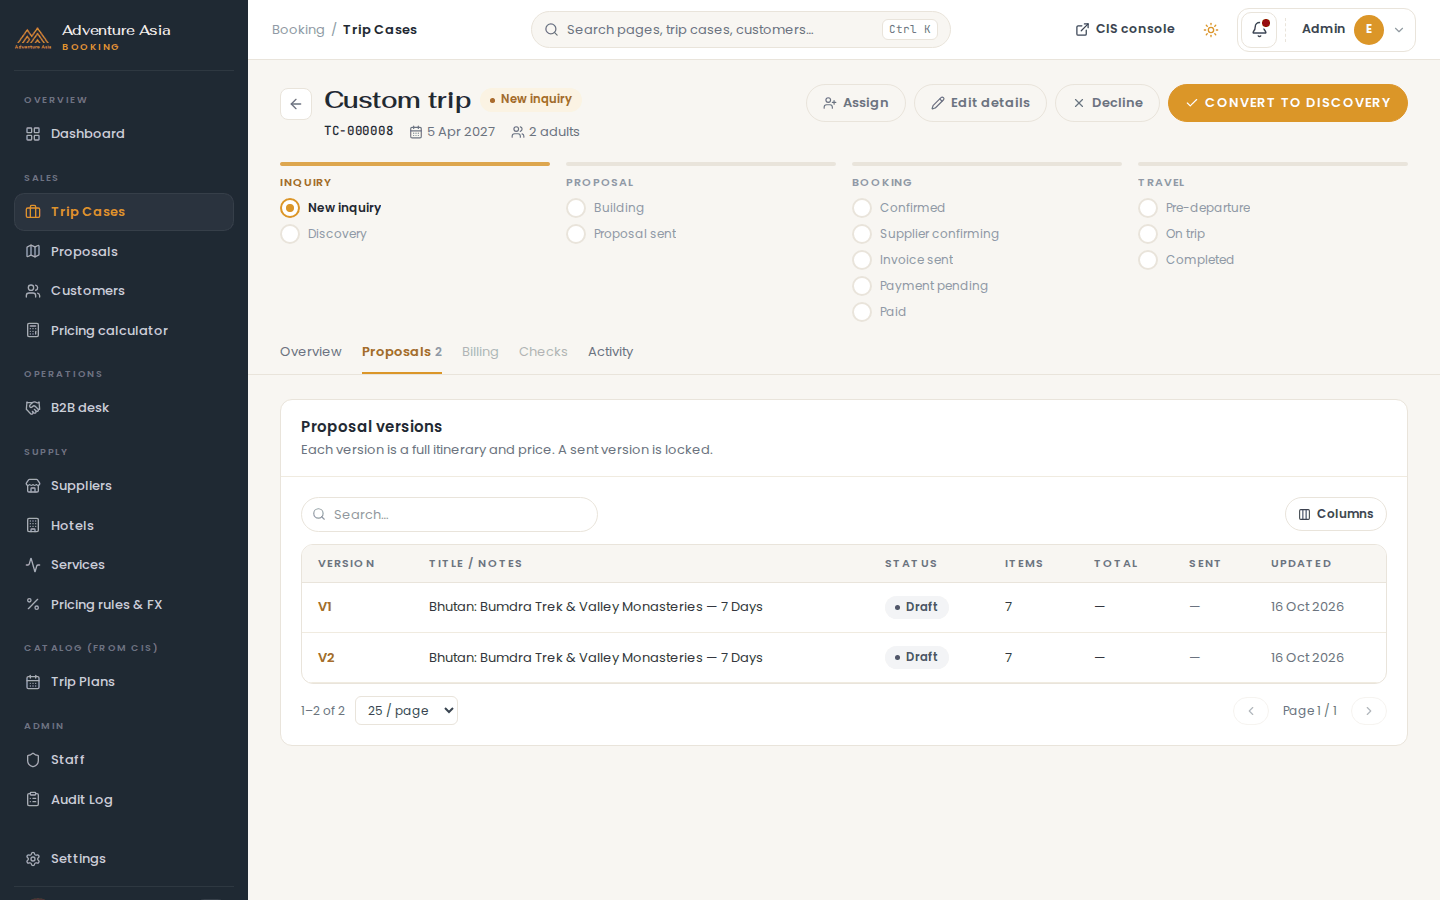 Adventure Asia
BOOKING
Adventure Asia
OVERVIEW
Dashboard
SALES
Trip Cases
Proposals
Customers
Pricing calculator
OPERATIONS
B2B desk
SUPPLY
Suppliers
Hotels
Services
Pricing rules & FX
CATALOG (FROM CIS)
Trip Plans
ADMIN
Staff
Audit Log
Settings
Booking / Trip Cases
Search pages, trip cases, customers...
Ctrl K
CIS console
Admin
E
Custom trip
New inquiry
TC-000008
5 Apr 2027
2 adults
Assign
Edit details
Decline
CONVERT TO DISCOVERY
INQUIRY
New inquiry
Discovery
PROPOSAL
Building
Proposal sent
BOOKING
Confirmed
Supplier confirming
Invoice sent
Payment pending
Paid
TRAVEL
Pre-departure
On trip
Completed
Overview
Proposals 2
Billing
Checks
Activity
Proposal versions
Each version is a full itinerary and price. A sent version is locked.
Search...
Columns
VERSION TITLE / NOTES STATUS ITEMS TOTAL SENT UPDATED
V1 Bhutan: Bumdra Trek & Valley Monasteries — 7 Days Draft 7 — — 16 Oct 2026
V2 Bhutan: Bumdra Trek & Valley Monasteries — 7 Days Draft 7 — — 16 Oct 2026
1–2 of 2
25 / page
Page 1 / 1